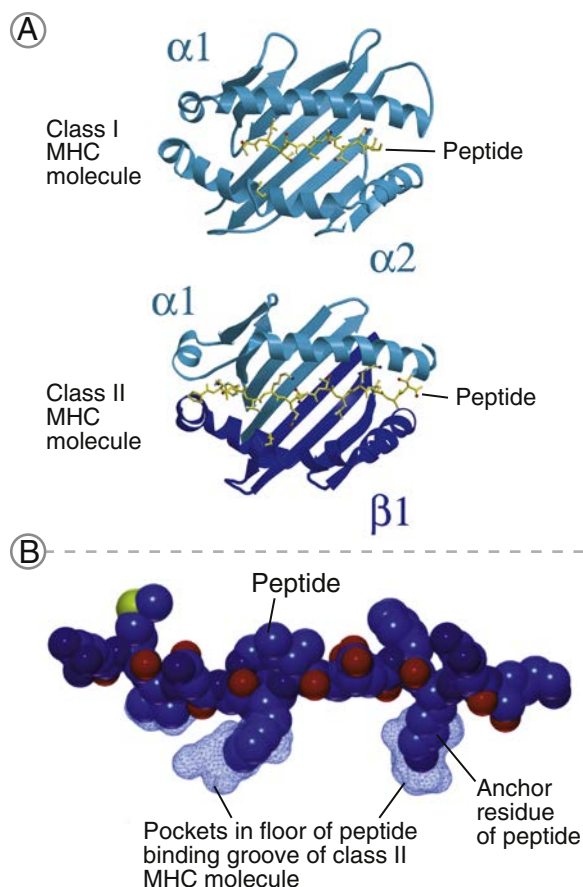 A
α1
Class I
MHC
molecule
Peptide
α2
α1
Class II
MHC
molecule
Peptide
β1
B
Peptide
Anchor
residue
of peptide
Pockets in floor of peptide
binding groove of class II
MHC molecule